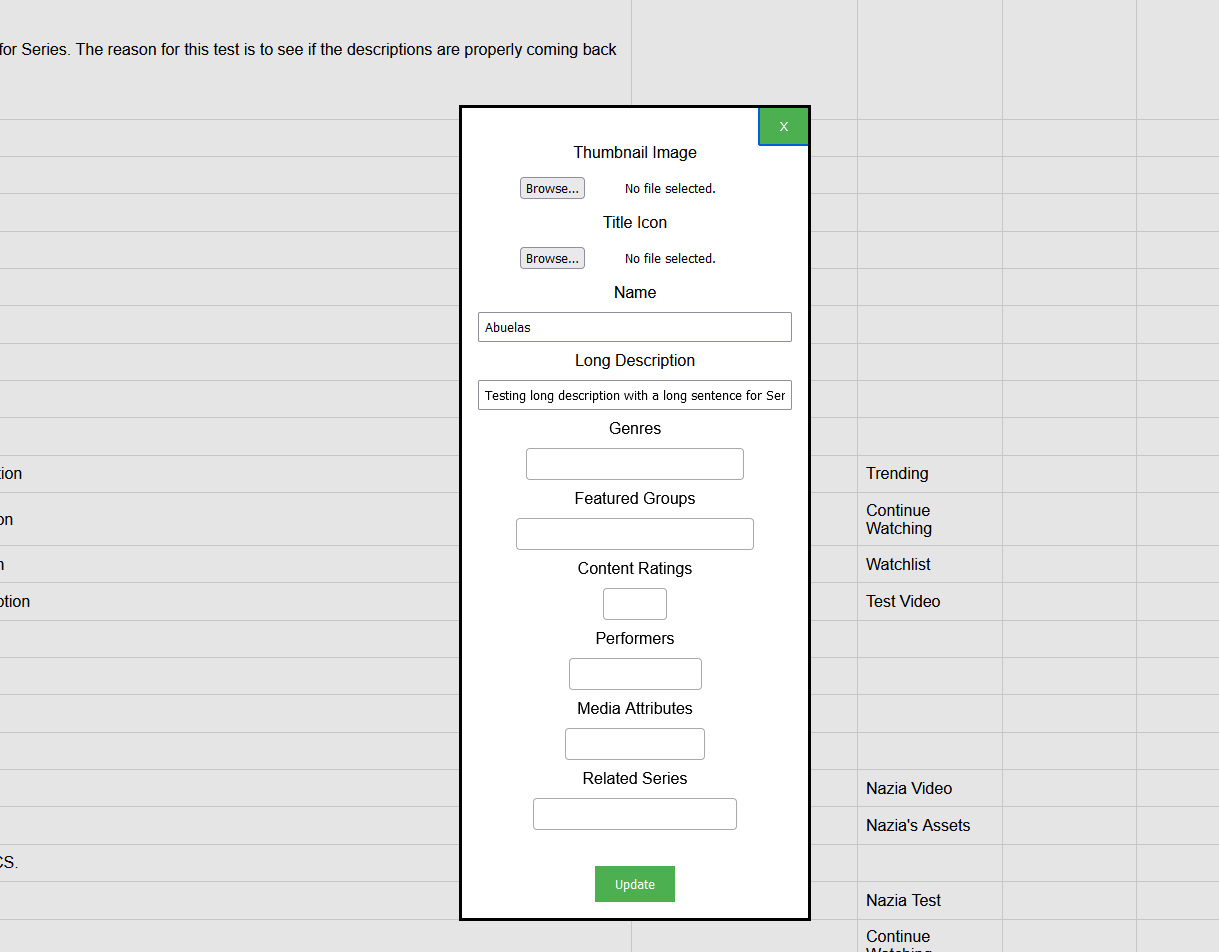 for Series. The reason for this test is to see if the descriptions are properly coming back
X
Thumbnail Image
Browse... No file selected.
Title Icon
Browse... No file selected.
Name
Abuelas
Long Description
Testing long description with a long sentence for Ser
Genres
Featured Groups
Content Ratings
Performers
Media Attributes
Related Series
Update
tion
Trending
on
Continue
Watching
Watchlist
ption
Test Video
Nazia Video
Nazia's Assets
CS.
Nazia Test
Continue
Watching